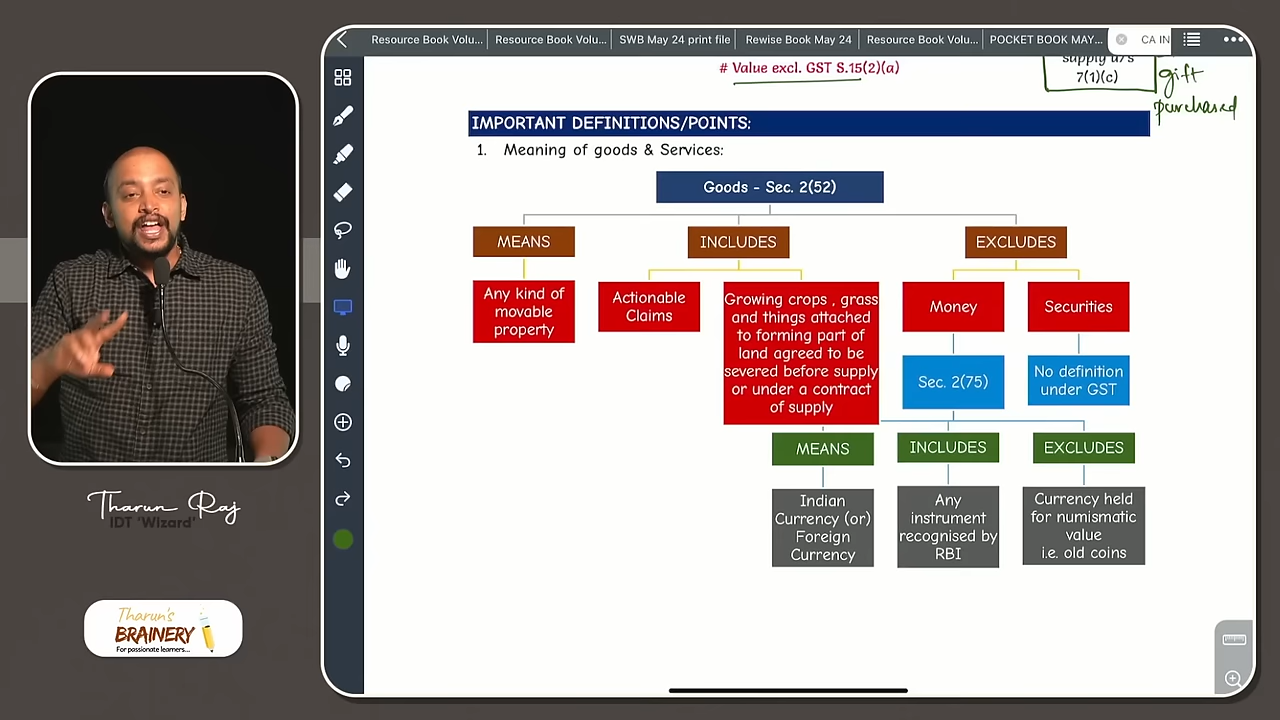 Resource Book Volu...
Resource Book Volu...
SWB May 24 print file
Rewise Book May 24
Resource Book Volu...
POCKET BOOK MAY...
CA IN
# Value excl. GST S.15(2)(a)
supply u/s
7(1)(c)
gift
purchased
IMPORTANT DEFINITIONS/POINTS:
1. Meaning of goods & Services:
Goods - Sec. 2(52)
MEANS
INCLUDES
EXCLUDES
Any kind of
movable
property
Actionable
Claims
Growing crops , grass
and things attached
to forming part of
land agreed to be
severed before supply
or under a contract
of supply
Money
Securities
Sec. 2(75)
No definition
under GST
MEANS
INCLUDES
EXCLUDES
Indian
Currency (or)
Foreign
Currency
Any
instrument
recognised by
RBI
Currency held
for numismatic
value
i.e. old coins
Tharun Raj
IDT 'Wizard'
Tharun's
BRAINERY
For passionate learners...